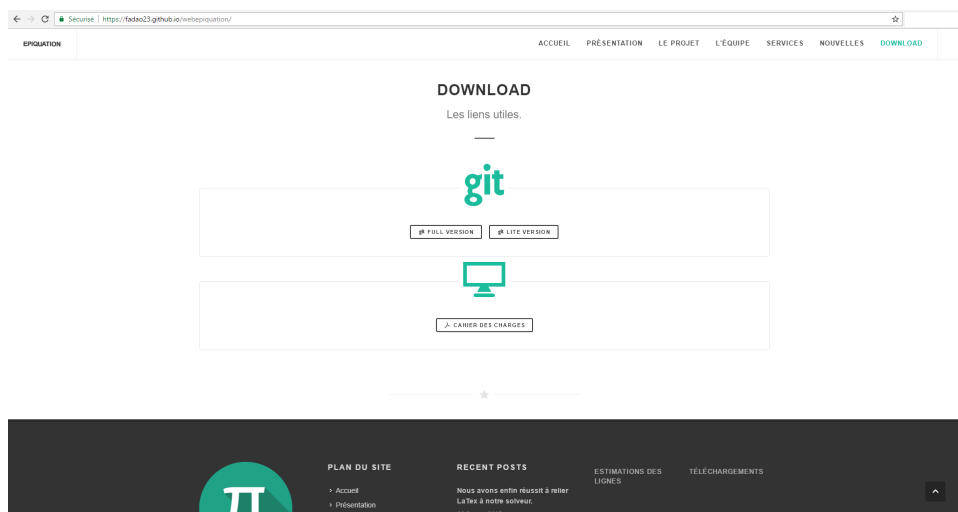 Sécurisé | https://fadao23.github.io/webepiquation/
EPIQUATION
ACCUEIL PRÉSENTATION LE PROJET L'ÉQUIPE SERVICES NOUVELLES DOWNLOAD
DOWNLOAD
Les liens utiles.
git
FULL VERSION LITE VERSION
CAHIER DES CHARGES
PLAN DU SITE
> Accueil
> Présentation
RECENT POSTS
Nous avons enfin réussit à relier
LaTex à notre solveur.
ESTIMATIONS DES
LIGNES
TÉLÉCHARGEMENTS